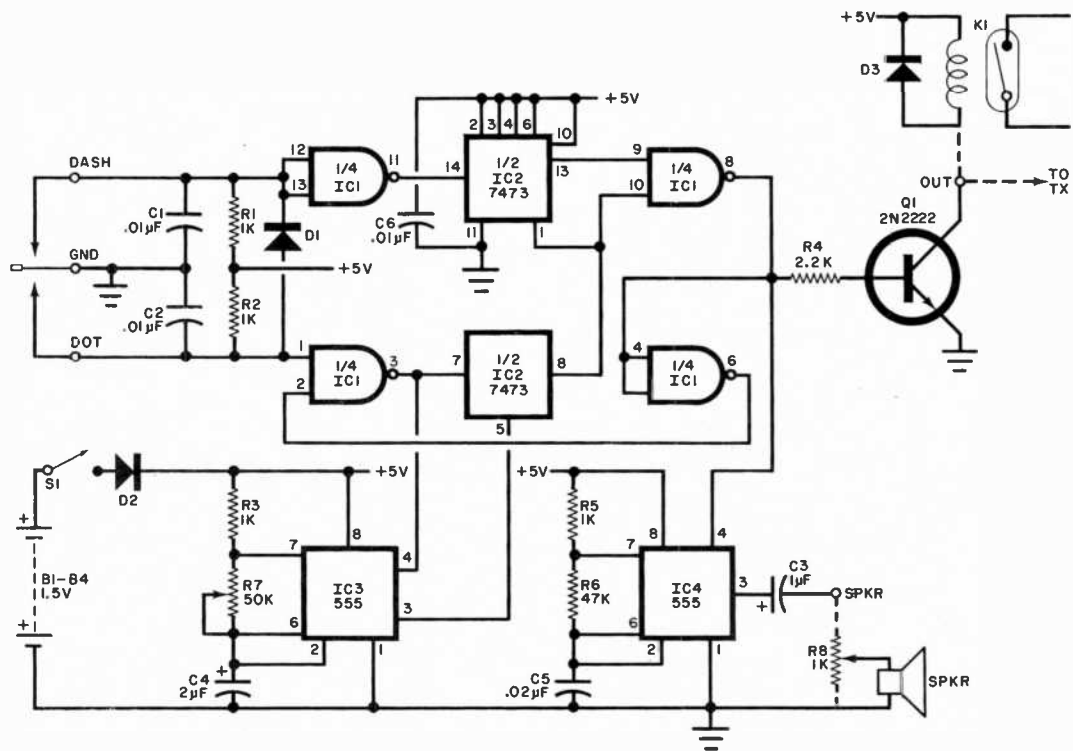 +5V
K1
D3
OUT
TO
TX
Q1
2N2222
R4
2.2K
DASH
C1
.01µF
R1
1K
D1
GND
+5V
C2
.01µF
R2
1K
DOT
12
13
1/4
IC1
11
+5V
2
3
4
6
10
14
1/2
IC2
7473
13
11
1
C6
.01µF
9
10
1/4
IC1
8
1
2
1/4
IC1
3
7
1/2
IC2
7473
8
5
4
1/4
IC1
6
S1
D2
+5V
+
B1-B4
1.5V
+
R3
1K
R7
50K
7
8
4
IC3
555
3
6
2
1
+
C4
2µF
+5V
R5
1K
R6
47K
7
8
4
IC4
555
3
6
2
1
C5
.02µF
C3
1µF
+
SPKR
R8
1K
SPKR